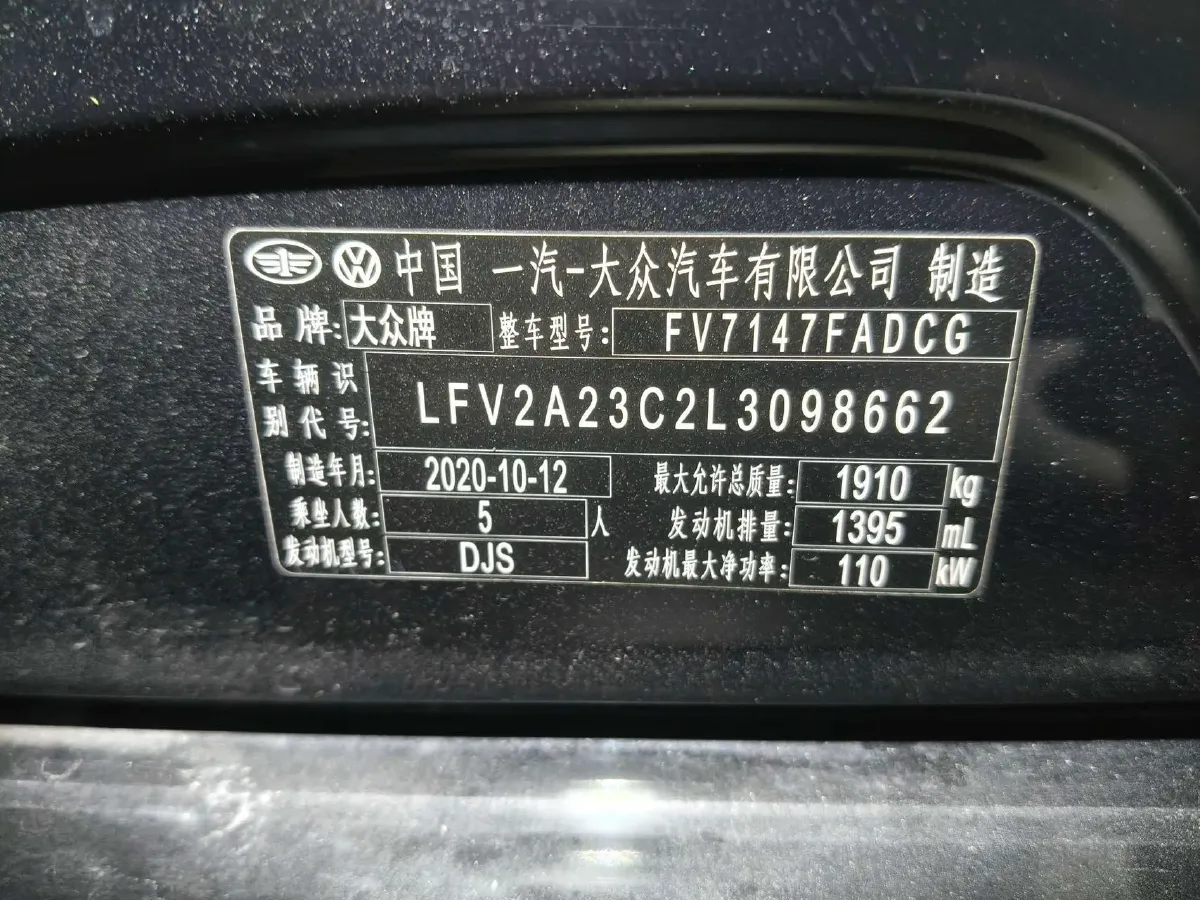 中国 一汽-大众汽车有限公司 制造
品牌: 大众牌 整车型号: FV7147FADCG
车辆识别代号: LFV2A23C2L3098662
制造年月: 2020-10-12 最大允许总质量: 1910 kg
乘坐人数: 5 人 发动机排量: 1395 mL
发动机型号: DJS 发动机最大净功率: 110 kW